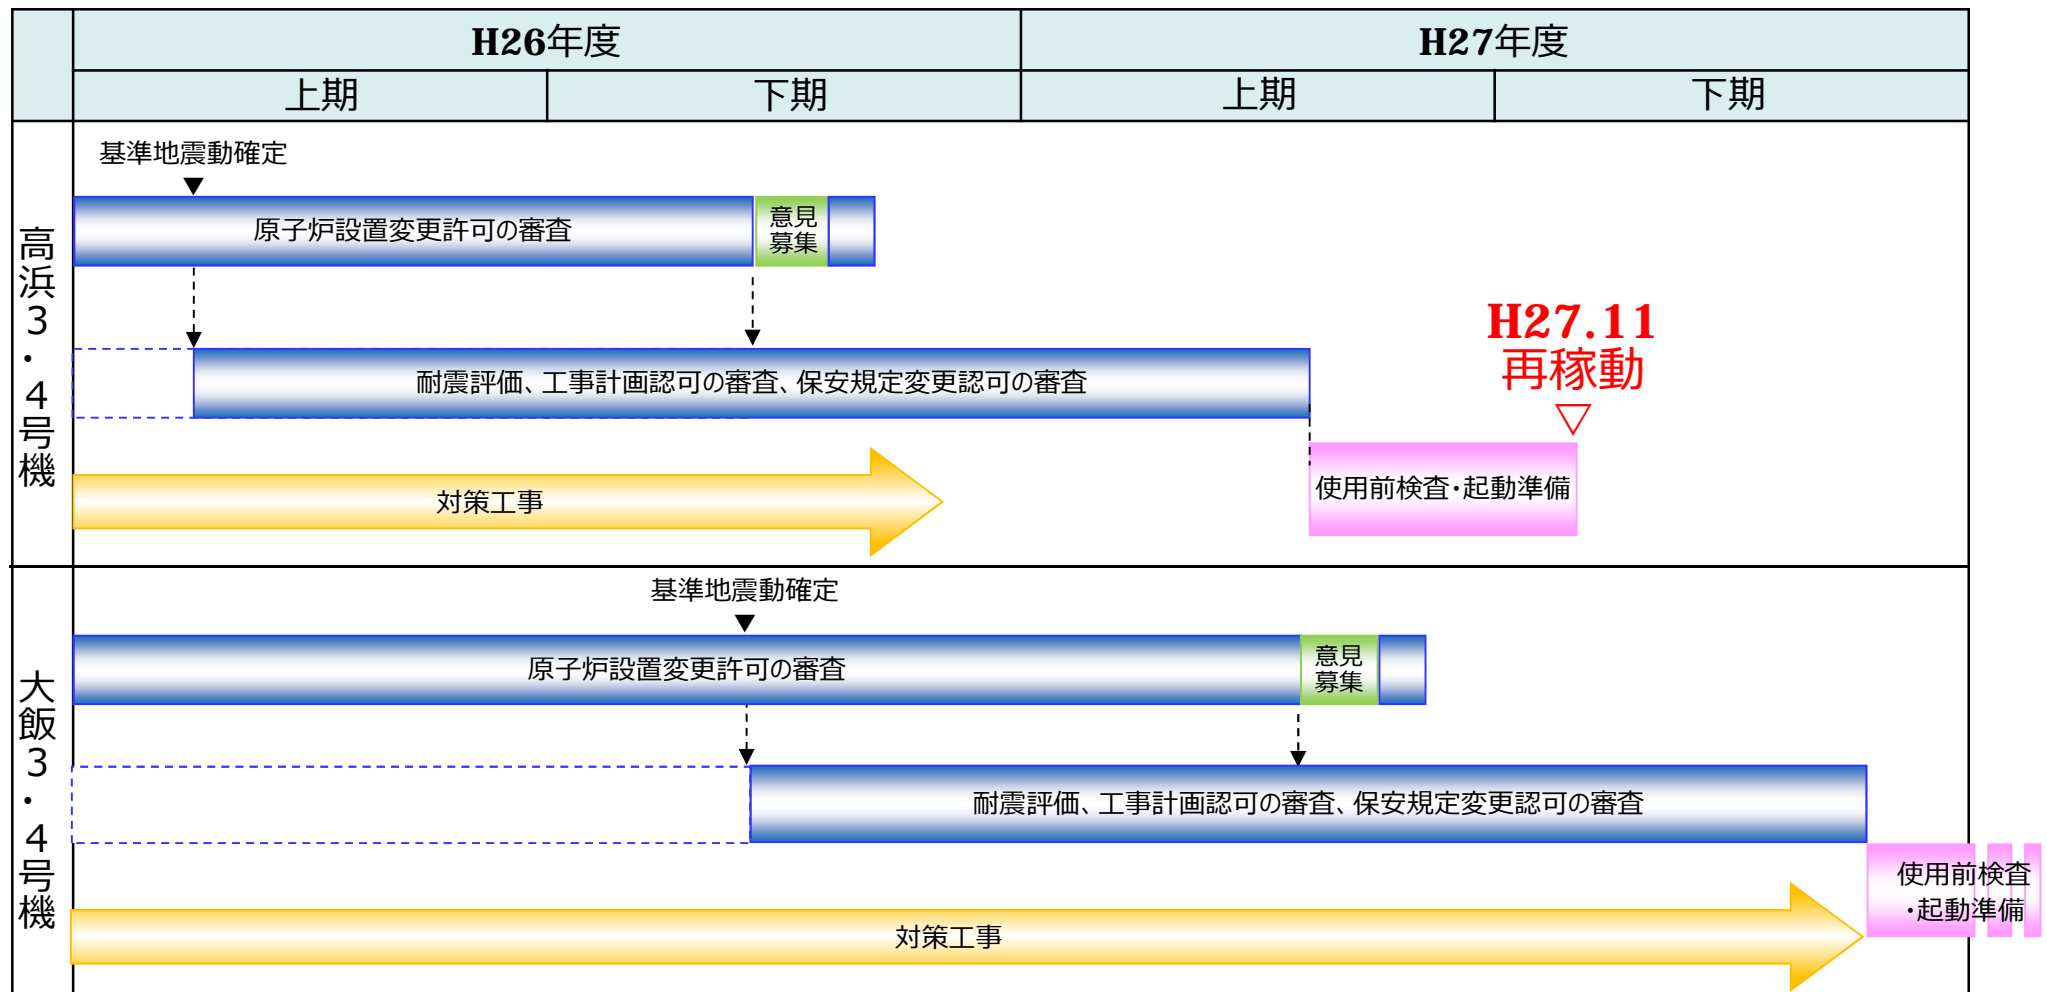 H26年度
H27年度
上期
下期
上期
下期
高浜3・4号機
基準地震動確定
原子炉設置変更許可の審査
意見
募集
耐震評価、工事計画認可の審査、保安規定変更認可の審査
H27.11
再稼動
使用前検査・起動準備
対策工事
大飯3・4号機
基準地震動確定
原子炉設置変更許可の審査
意見
募集
耐震評価、工事計画認可の審査、保安規定変更認可の審査
使用前検査
・起動準備
対策工事